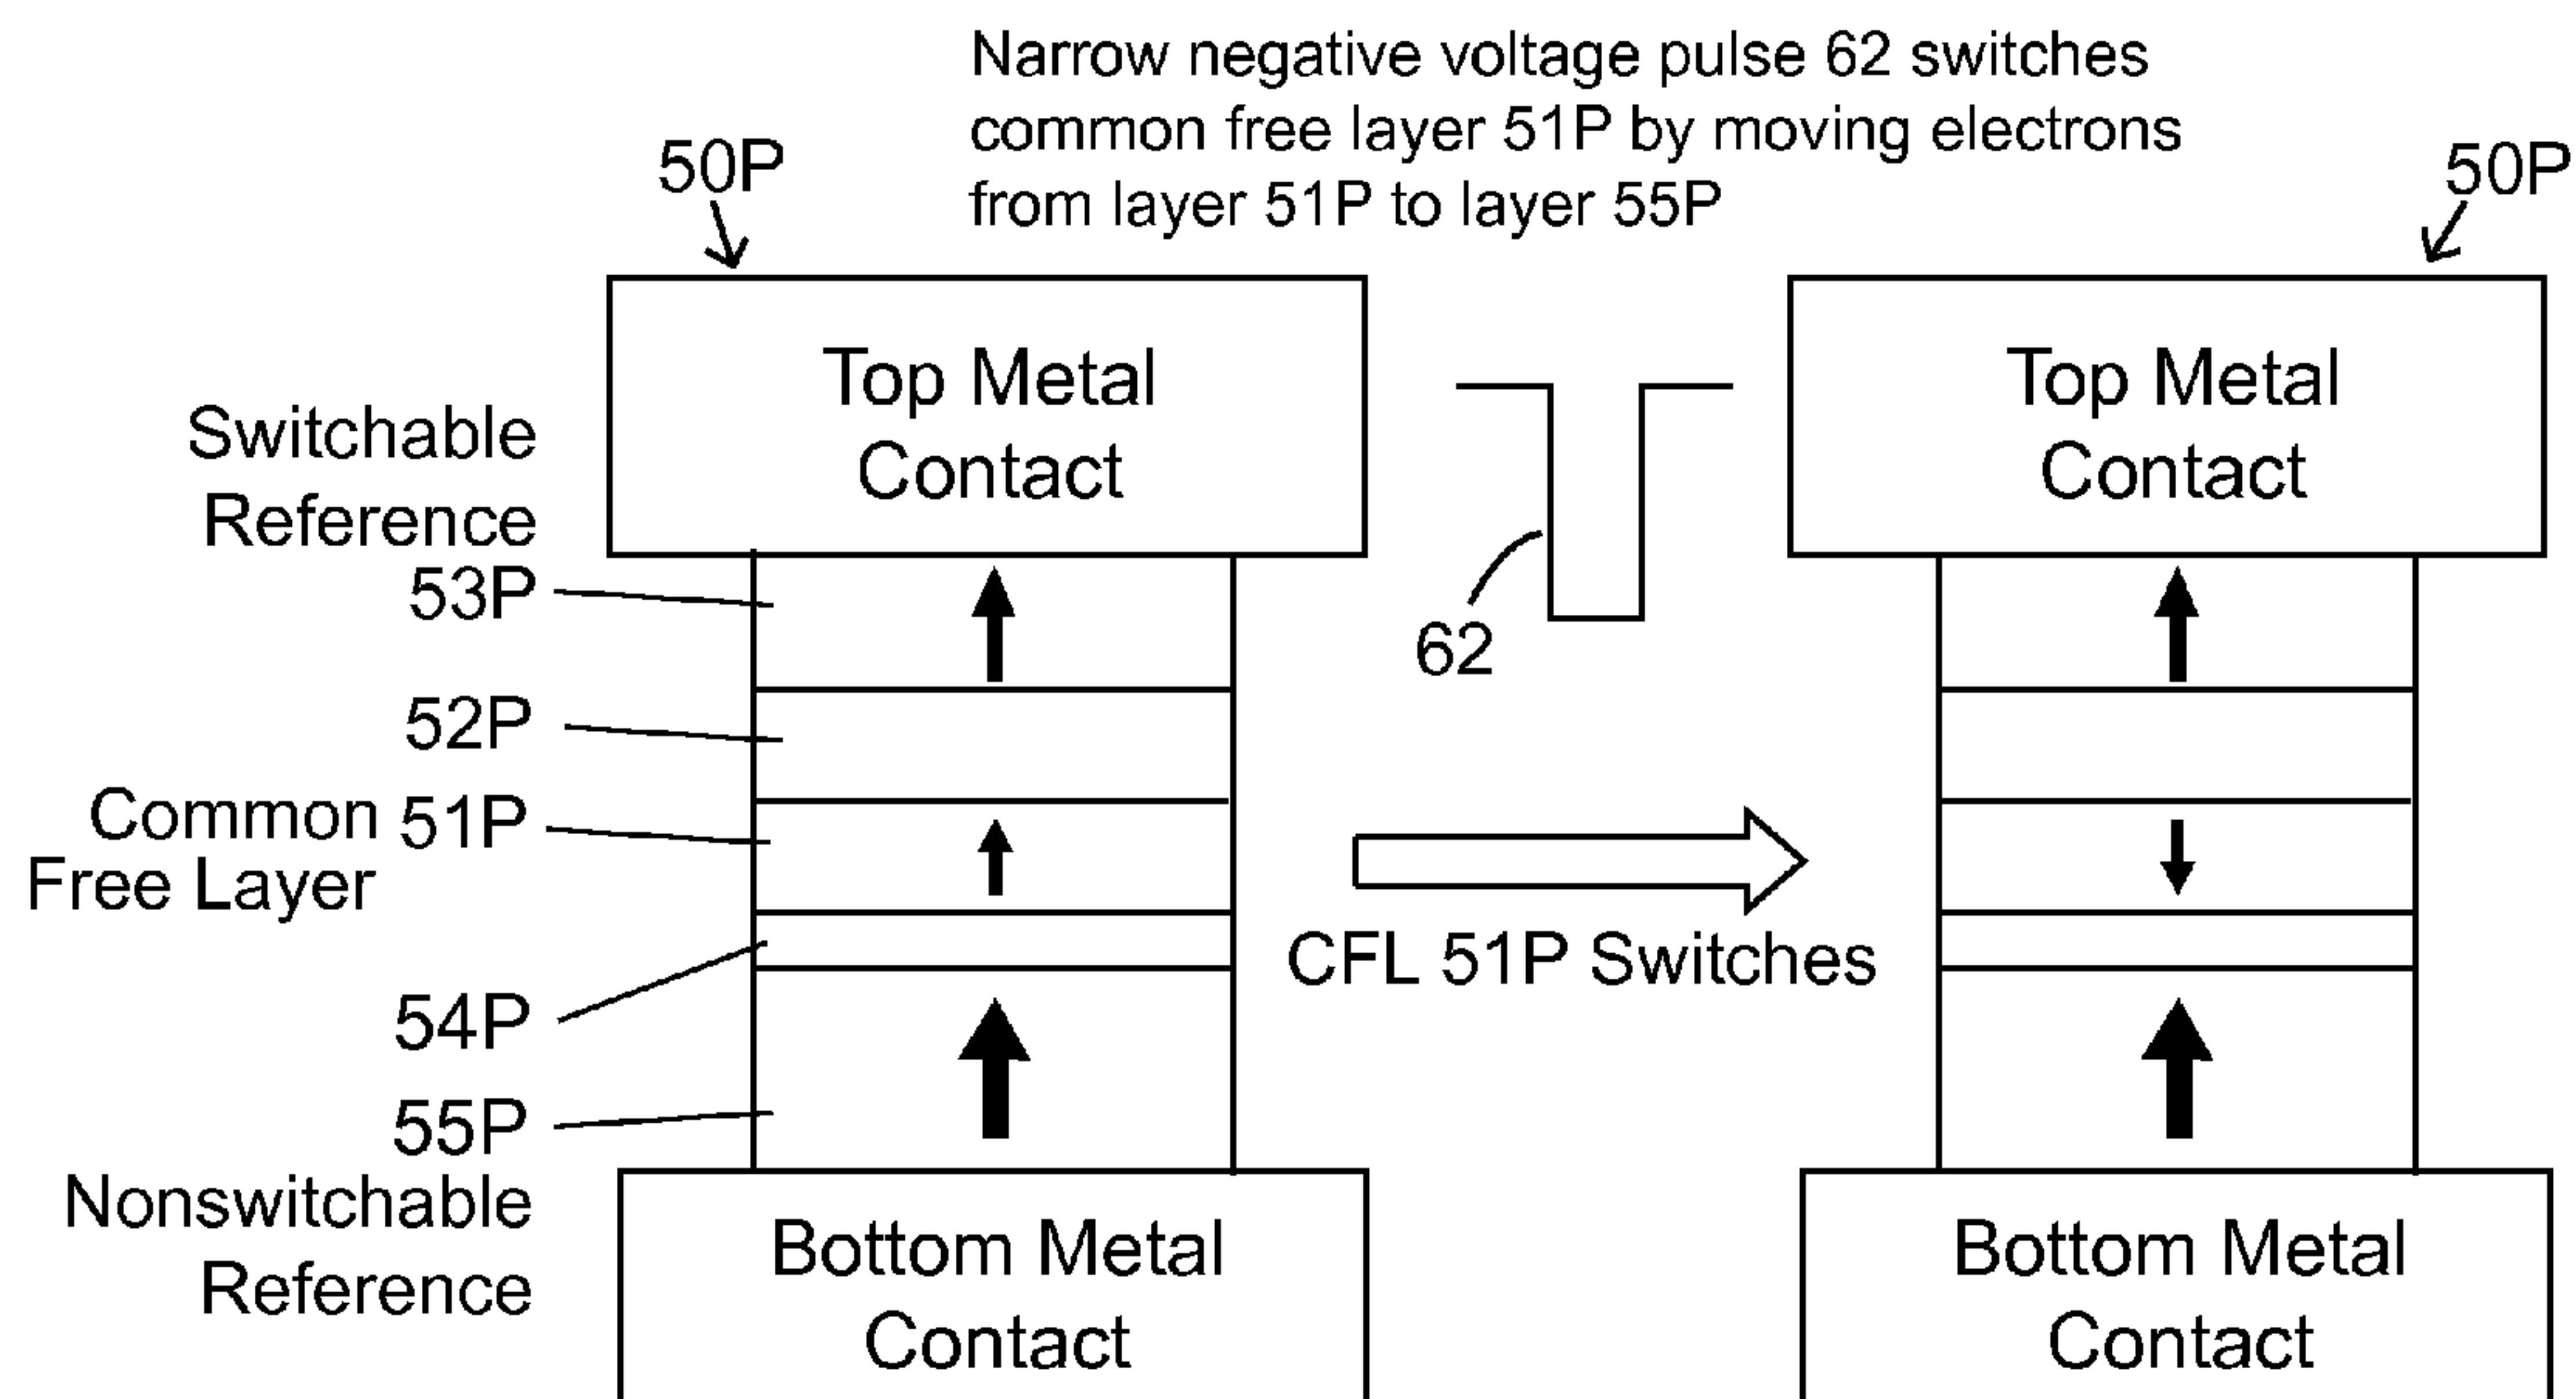 Narrow negative voltage pulse 62 switches
common free layer 51P by moving electrons
from layer 51P to layer 55P
50P
50P
Top Metal
Contact
Top Metal
Contact
Switchable
Reference
53P
62
52P
Common 51P
Free Layer
CFL 51P Switches
54P
55P
Nonswitchable
Reference
Bottom Metal
Contact
Bottom Metal
Contact